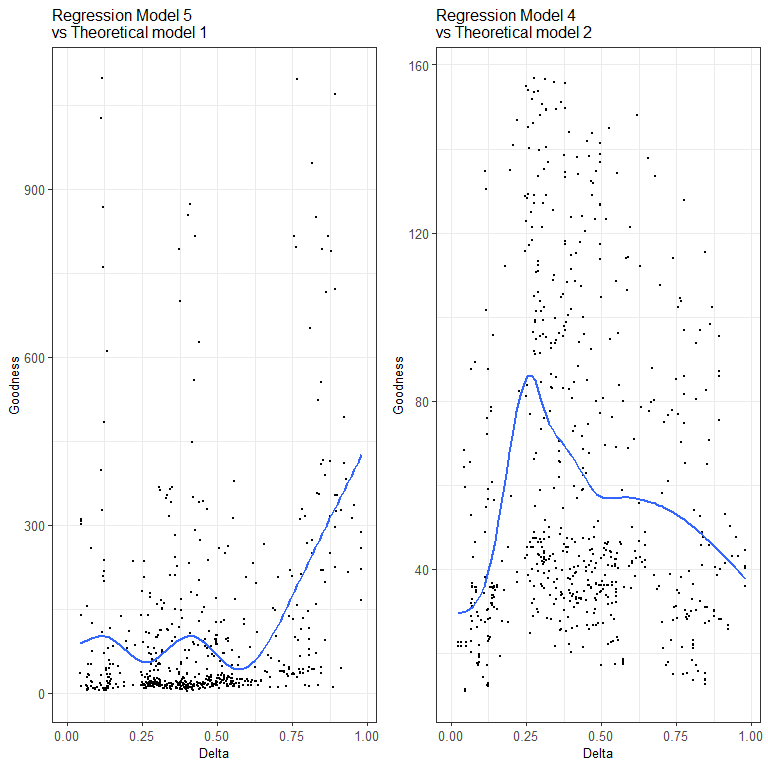 Regression Model 5
vs Theoretical model 1
Goodness
900
600
300
0
0.00 0.25 0.50 0.75 1.00
Delta
Regression Model 4
vs Theoretical model 2
Goodness
160
120
80
40
0.00 0.25 0.50 0.75 1.00
Delta